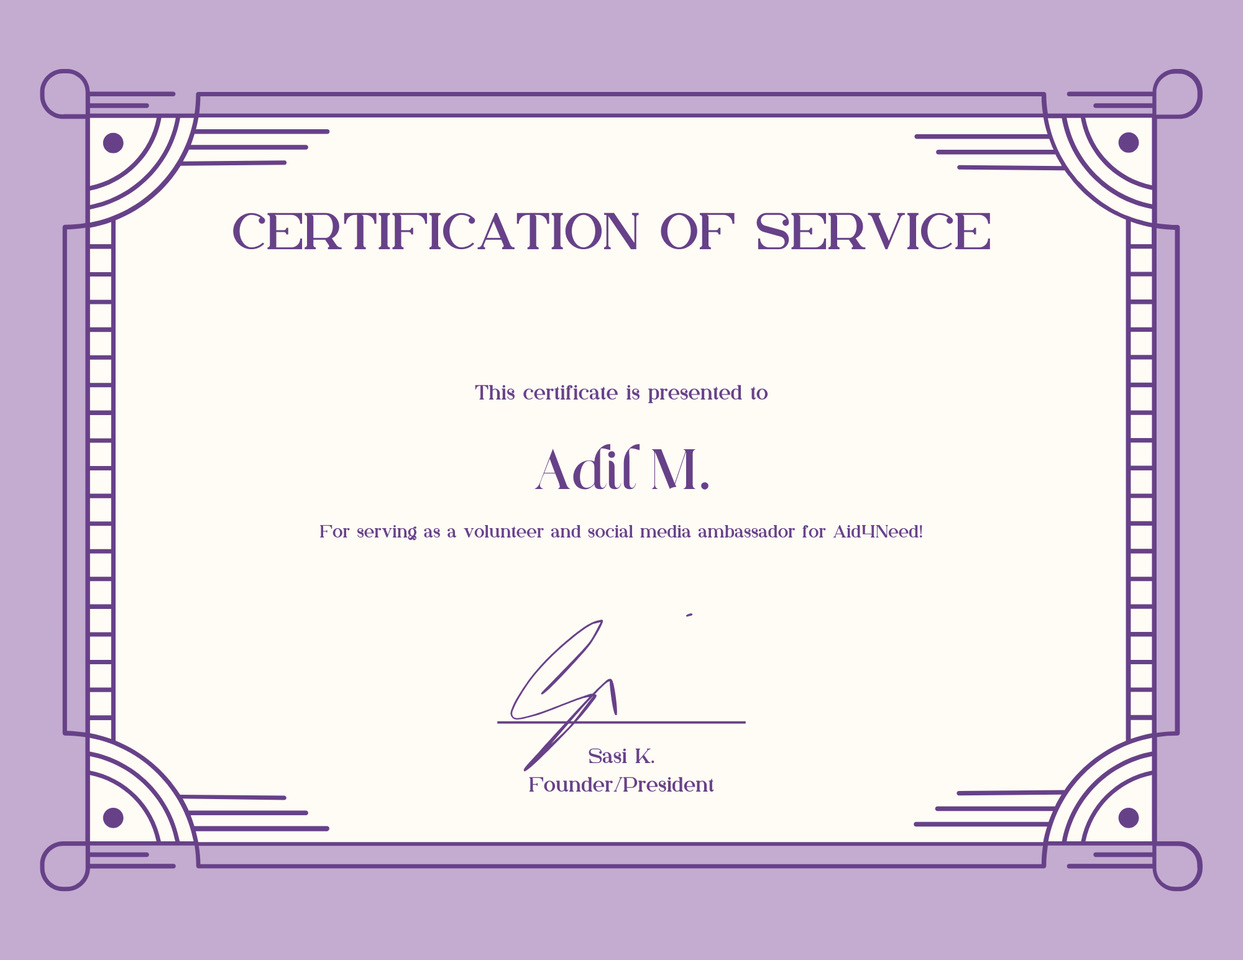 CERTIFICATION OF SERVICE
This certificate is presented to
Adil M.
For serving as a volunteer and social media ambassador for Aid4Need!
Sasi K.
Founder/President